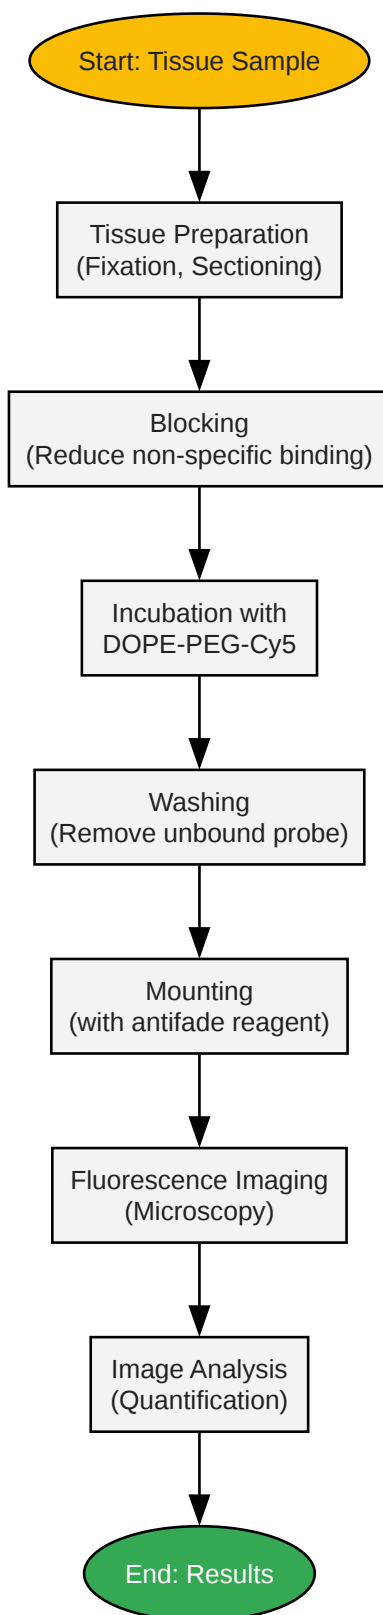 Start: Tissue Sample
Tissue Preparation
(Fixation, Sectioning)
Blocking
(Reduce non-specific binding)
Incubation with
DOPE-PEG-Cy5
Washing
(Remove unbound probe)
Mounting
(with antifade reagent)
Fluorescence Imaging
(Microscopy)
Image Analysis
(Quantification)
End: Results